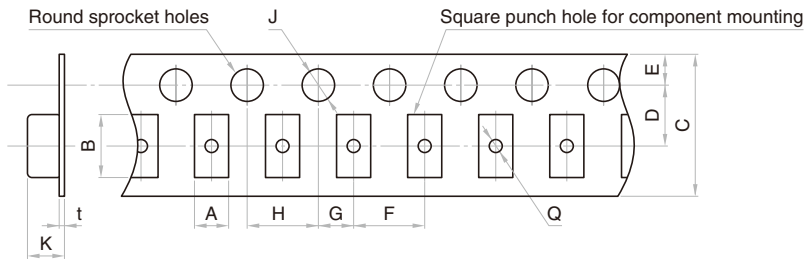 Round sprocket holes
J
Square punch hole for component mounting
E
D
C
B
t
A
H
G
F
Q
K